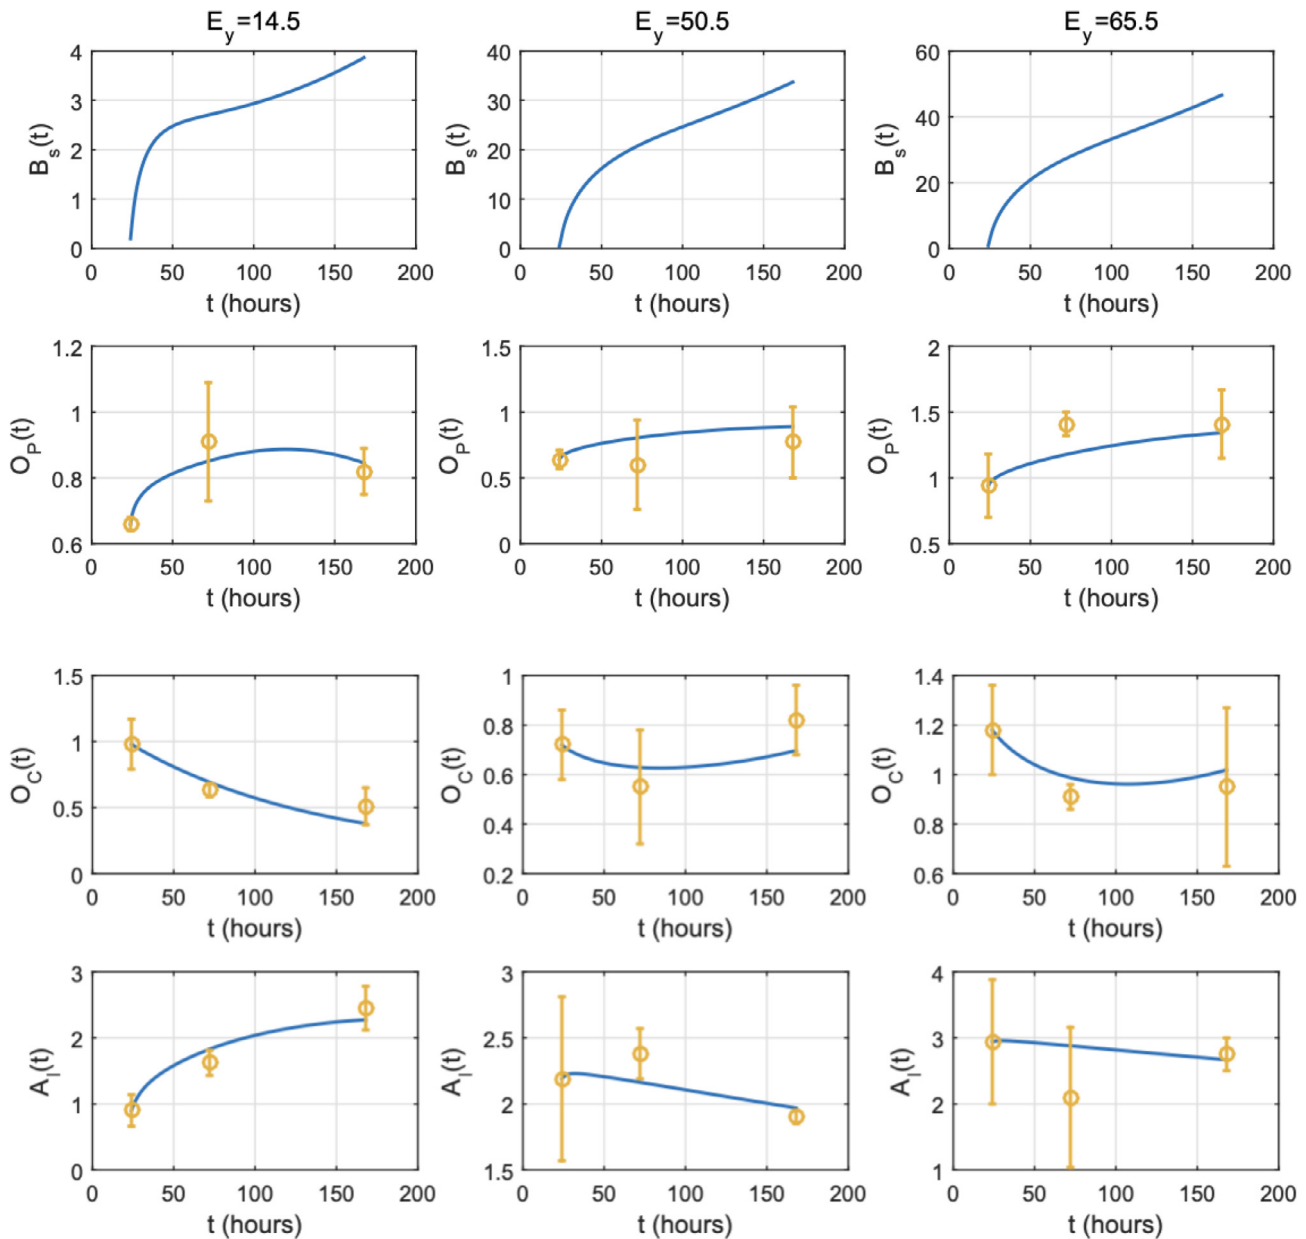 E_y=14.5 E_y=50.5 E_y=65.5
B_s(t) 4 3 2 1 0
0 50 100 150 200
t (hours)
B_s(t) 40 30 20 10 0
0 50 100 150 200
t (hours)
B_s(t) 60 40 20 0
0 50 100 150 200
t (hours)
O_P(t) 1.2 1 0.8 0.6
0 50 100 150 200
t (hours)
O_P(t) 1.5 1 0.5 0
0 50 100 150 200
t (hours)
O_P(t) 2 1.5 1 0.5
0 50 100 150 200
t (hours)
O_C(t) 1.5 1 0.5 0
0 50 100 150 200
t (hours)
O_C(t) 1 0.8 0.6 0.4 0.2
0 50 100 150 200
t (hours)
O_C(t) 1.4 1.2 1 0.8 0.6
0 50 100 150 200
t (hours)
A_I(t) 3 2 1 0
0 50 100 150 200
t (hours)
A_I(t) 3 2.5 2 1.5
0 50 100 150 200
t (hours)
A_I(t) 4 3 2 1
0 50 100 150 200
t (hours)